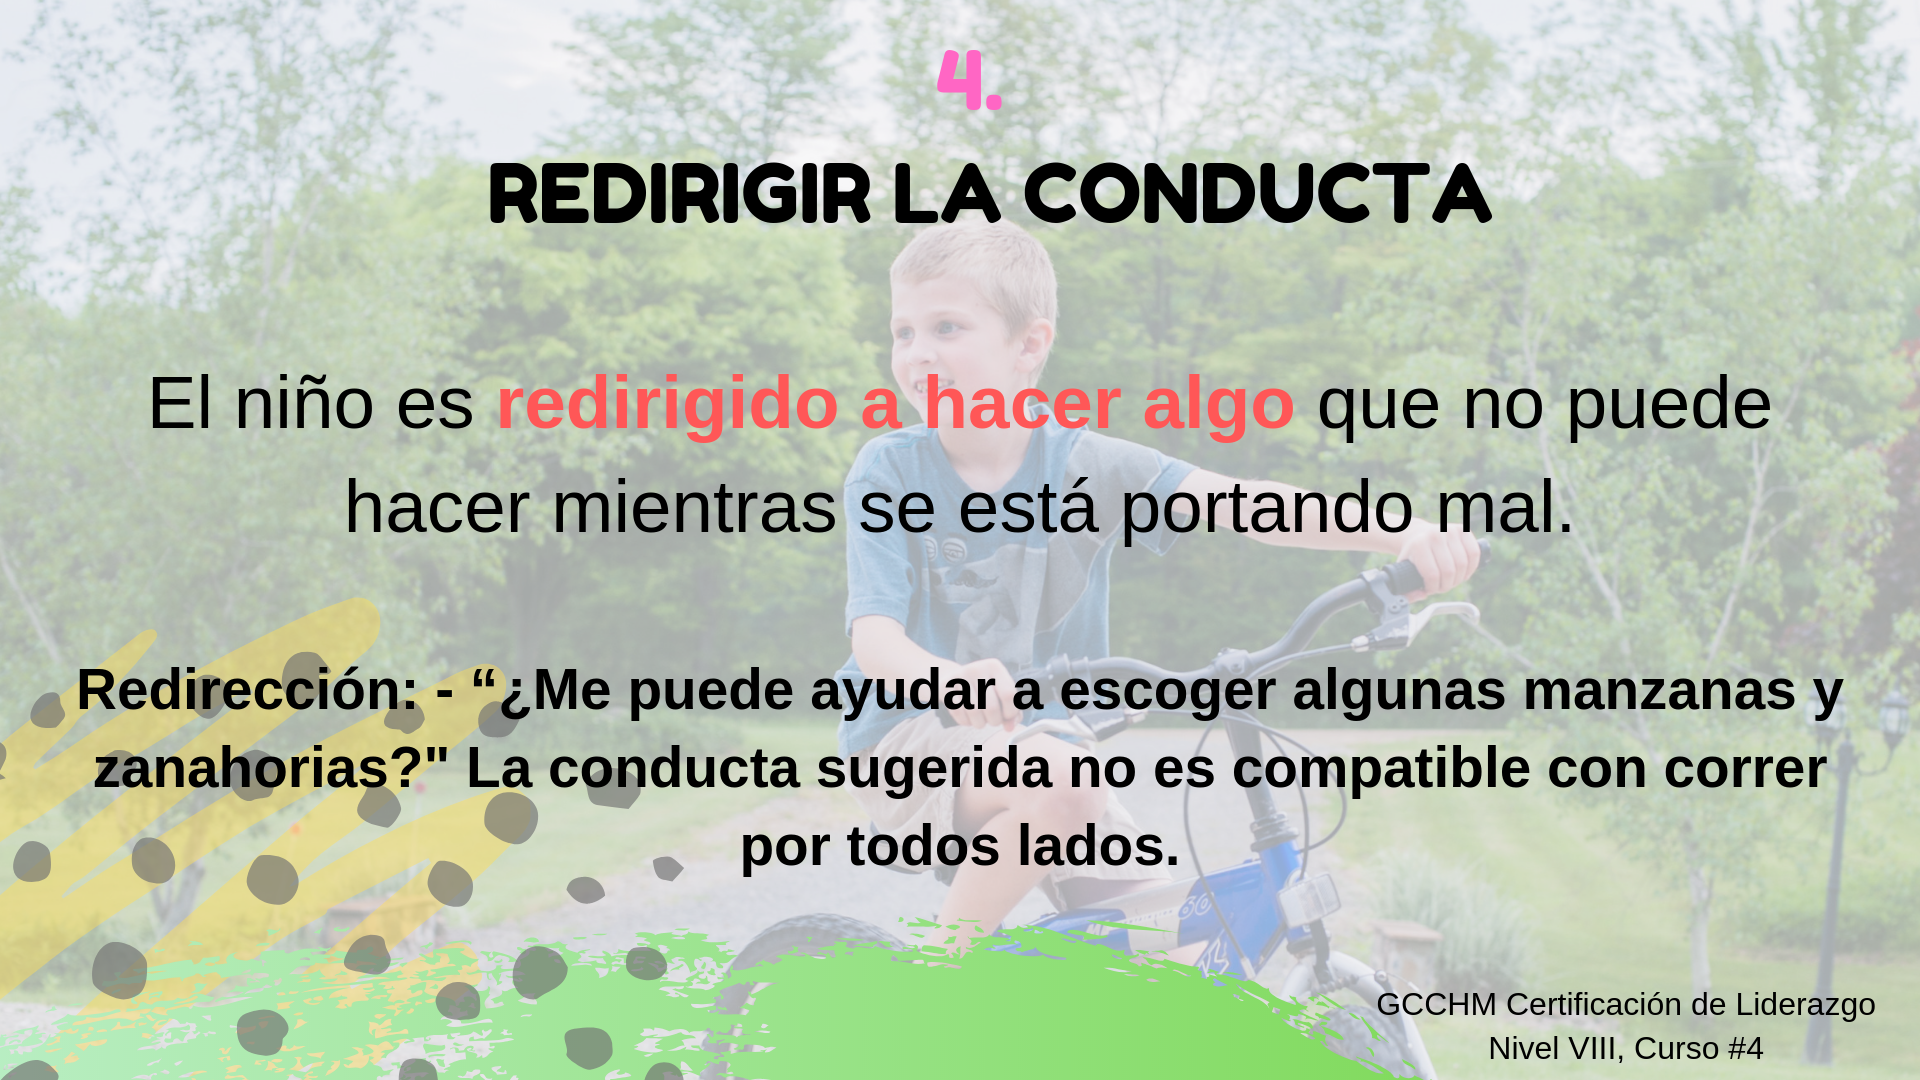 4.
REDIRIGIR LA CONDUCTA
El niño es redirigido a hacer algo que no puede
hacer mientras se está portando mal.
Redirección: - “¿Me puede ayudar a escoger algunas manzanas y
zanahorias?" La conducta sugerida no es compatible con correr
por todos lados.
GCCHM Certificación de Liderazgo
Nivel VIII, Curso #4